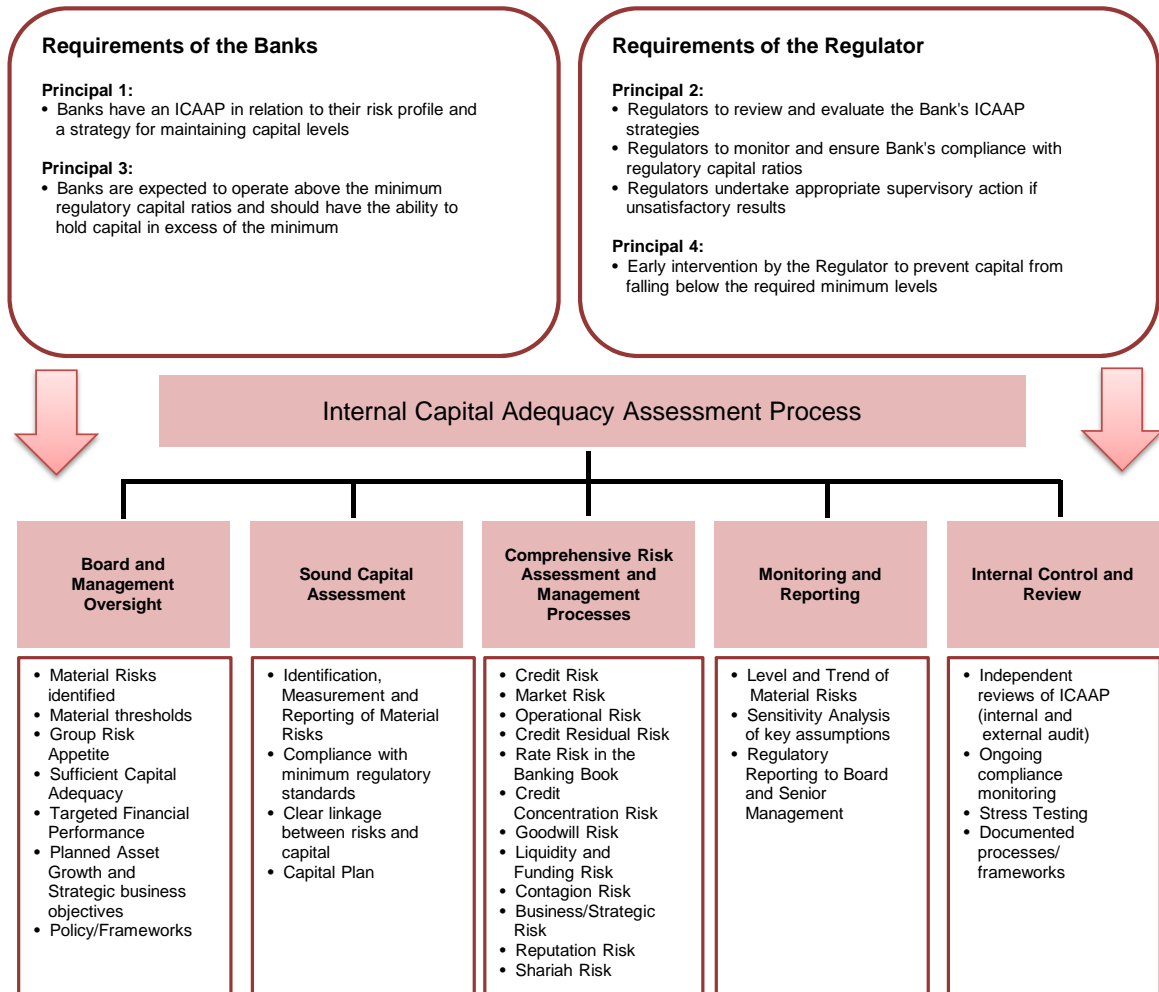 Requirements of the Banks
Principal 1:
• Banks have an ICAAP in relation to their risk profile and
a strategy for maintaining capital levels
Principal 3:
• Banks are expected to operate above the minimum
regulatory capital ratios and should have the ability to
hold capital in excess of the minimum
Requirements of the Regulator
Principal 2:
• Regulators to review and evaluate the Bank's ICAAP
strategies
• Regulators to monitor and ensure Bank's compliance with
regulatory capital ratios
• Regulators undertake appropriate supervisory action if
unsatisfactory results
Principal 4:
• Early intervention by the Regulator to prevent capital from
falling below the required minimum levels
Internal Capital Adequacy Assessment Process
Board and
Management
Oversight
• Material Risks
identified
• Material thresholds
• Group Risk
Appetite
• Sufficient Capital
Adequacy
• Targeted Financial
Performance
• Planned Asset
Growth and
Strategic business
objectives
• Policy/Frameworks
Sound Capital
Assessment
• Identification,
Measurement and
Reporting of Material
Risks
• Compliance with
minimum regulatory
standards
• Clear linkage
between risks and
capital
• Capital Plan
Comprehensive Risk
Assessment and
Management
Processes
• Credit Risk
• Market Risk
• Operational Risk
• Credit Residual Risk
• Rate Risk in the
Banking Book
• Credit
Concentration Risk
• Goodwill Risk
• Liquidity and
Funding Risk
• Contagion Risk
• Business/Strategic
Risk
• Reputation Risk
• Shariah Risk
Monitoring and
Reporting
• Level and Trend of
Material Risks
• Sensitivity Analysis
of key assumptions
• Regulatory
Reporting to Board
and Senior
Management
Internal Control and
Review
• Independent
reviews of ICAAP
(internal and
external audit)
• Ongoing
compliance
monitoring
• Stress Testing
• Documented
processes/
frameworks